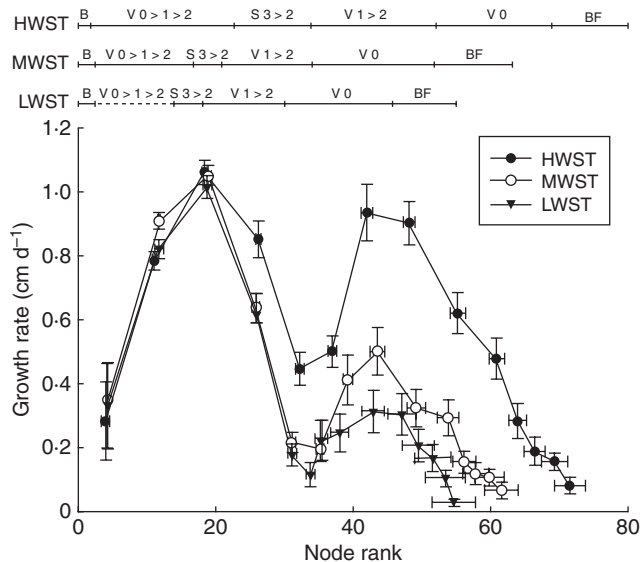 HWST B V 0 > 1 > 2 S 3 > 2 V 1 > 2 V 0 BF
MWST B V 0 > 1 > 2 S 3 > 2 V 1 > 2 V 0 BF
LWST B V 0 > 1 > 2 S 3 > 2 V 1 > 2 V 0 BF
1·2
1·0
0·8
0·6
0·4
0·2
0
Growth rate (cm d⁻¹)
HWST
MWST
LWST
0 20 40 60 80
Node rank